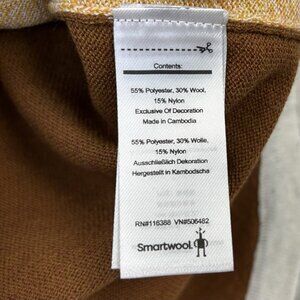 Contents:
55% Polyester, 30% Wool,
15% Nylon
Exclusive Of Decoration
Made in Cambodia
55% Polyester, 30% Wolle,
15% Nylon
Ausschließlich Dekoration
Hergestellt in Kambodscha
RN#116388 VN#506482
Smartwool.